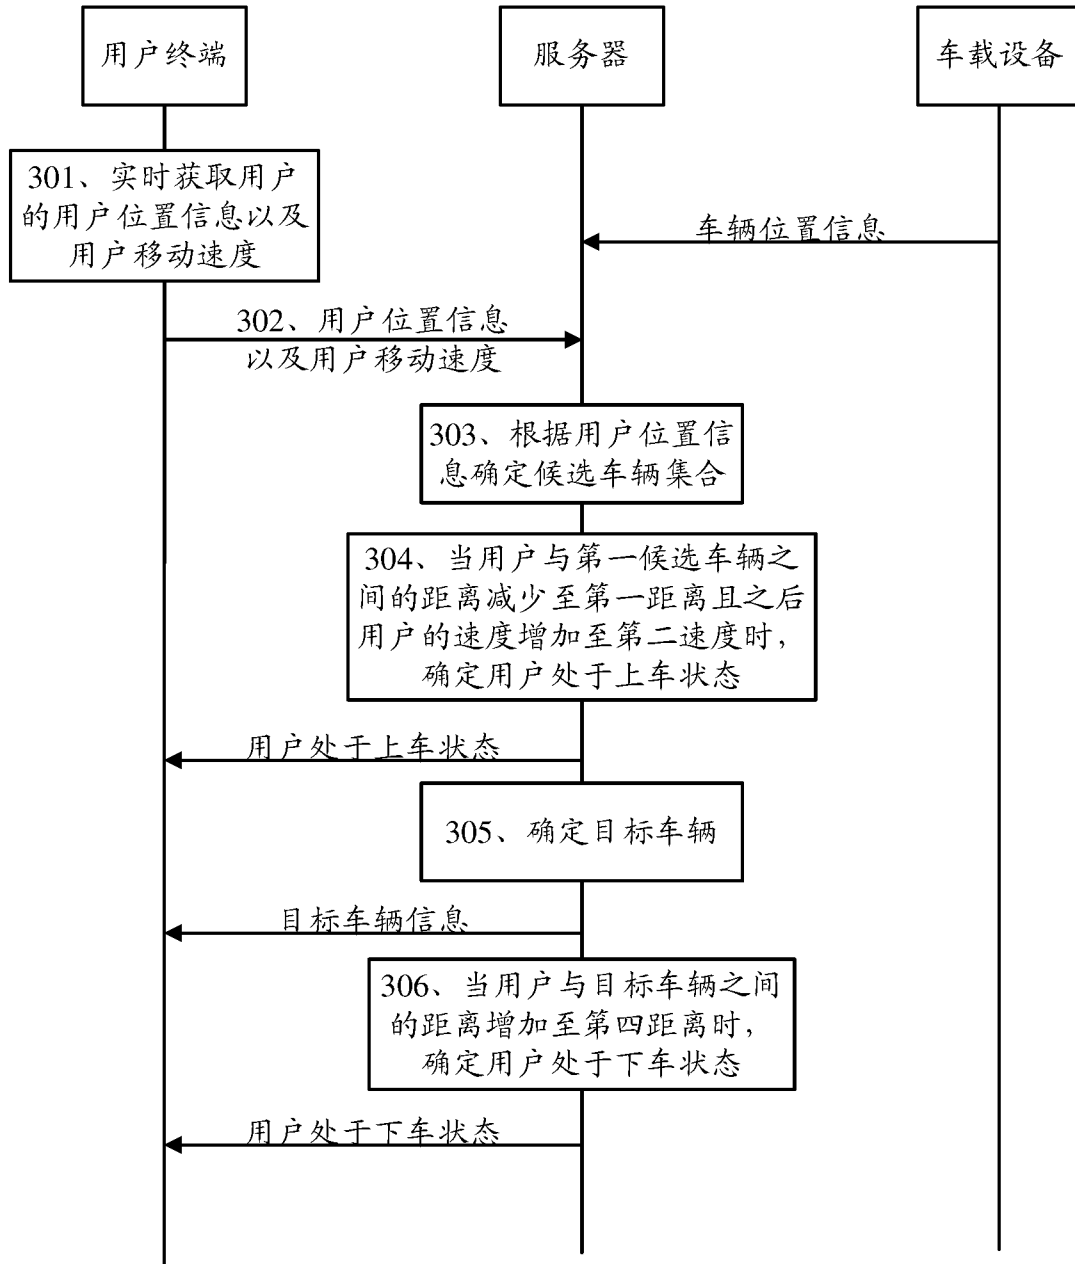 用户终端
服务器
车载设备
301、实时获取用户
的用户位置信息以及
用户移动速度
车辆位置信息
302、用户位置信息
以及用户移动速度
303、根据用户位置信
息确定候选车辆集合
304、当用户与第一候选车辆之
间的距离减少至第一距离且之后
用户的速度增加至第二速度时，
确定用户处于上车状态
用户处于上车状态
305、确定目标车辆
目标车辆信息
306、当用户与目标车辆之间
的距离增加至第四距离时，
确定用户处于下车状态
用户处于下车状态